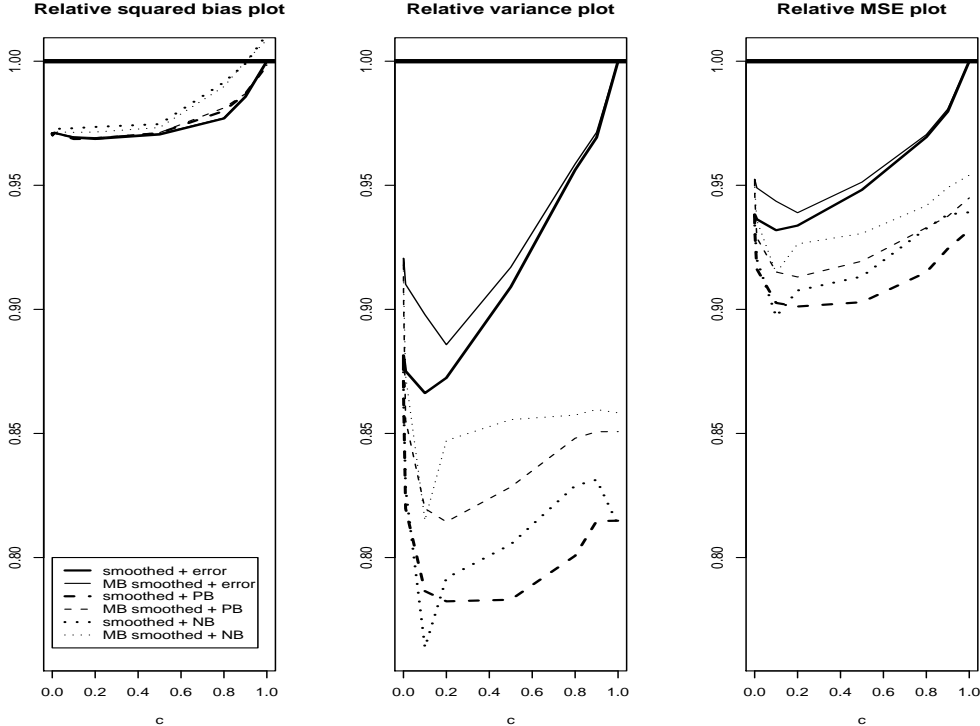 Relative squared bias plot
1.00
0.95
0.90
0.85
0.80
smoothed + error
MB smoothed + error
smoothed + PB
MB smoothed + PB
smoothed + NB
MB smoothed + NB
0.0 0.2 0.4 0.6 0.8 1.0
c
Relative variance plot
1.00
0.95
0.90
0.85
0.80
0.0 0.2 0.4 0.6 0.8 1.0
c
Relative MSE plot
1.00
0.95
0.90
0.85
0.80
0.0 0.2 0.4 0.6 0.8 1.0
c